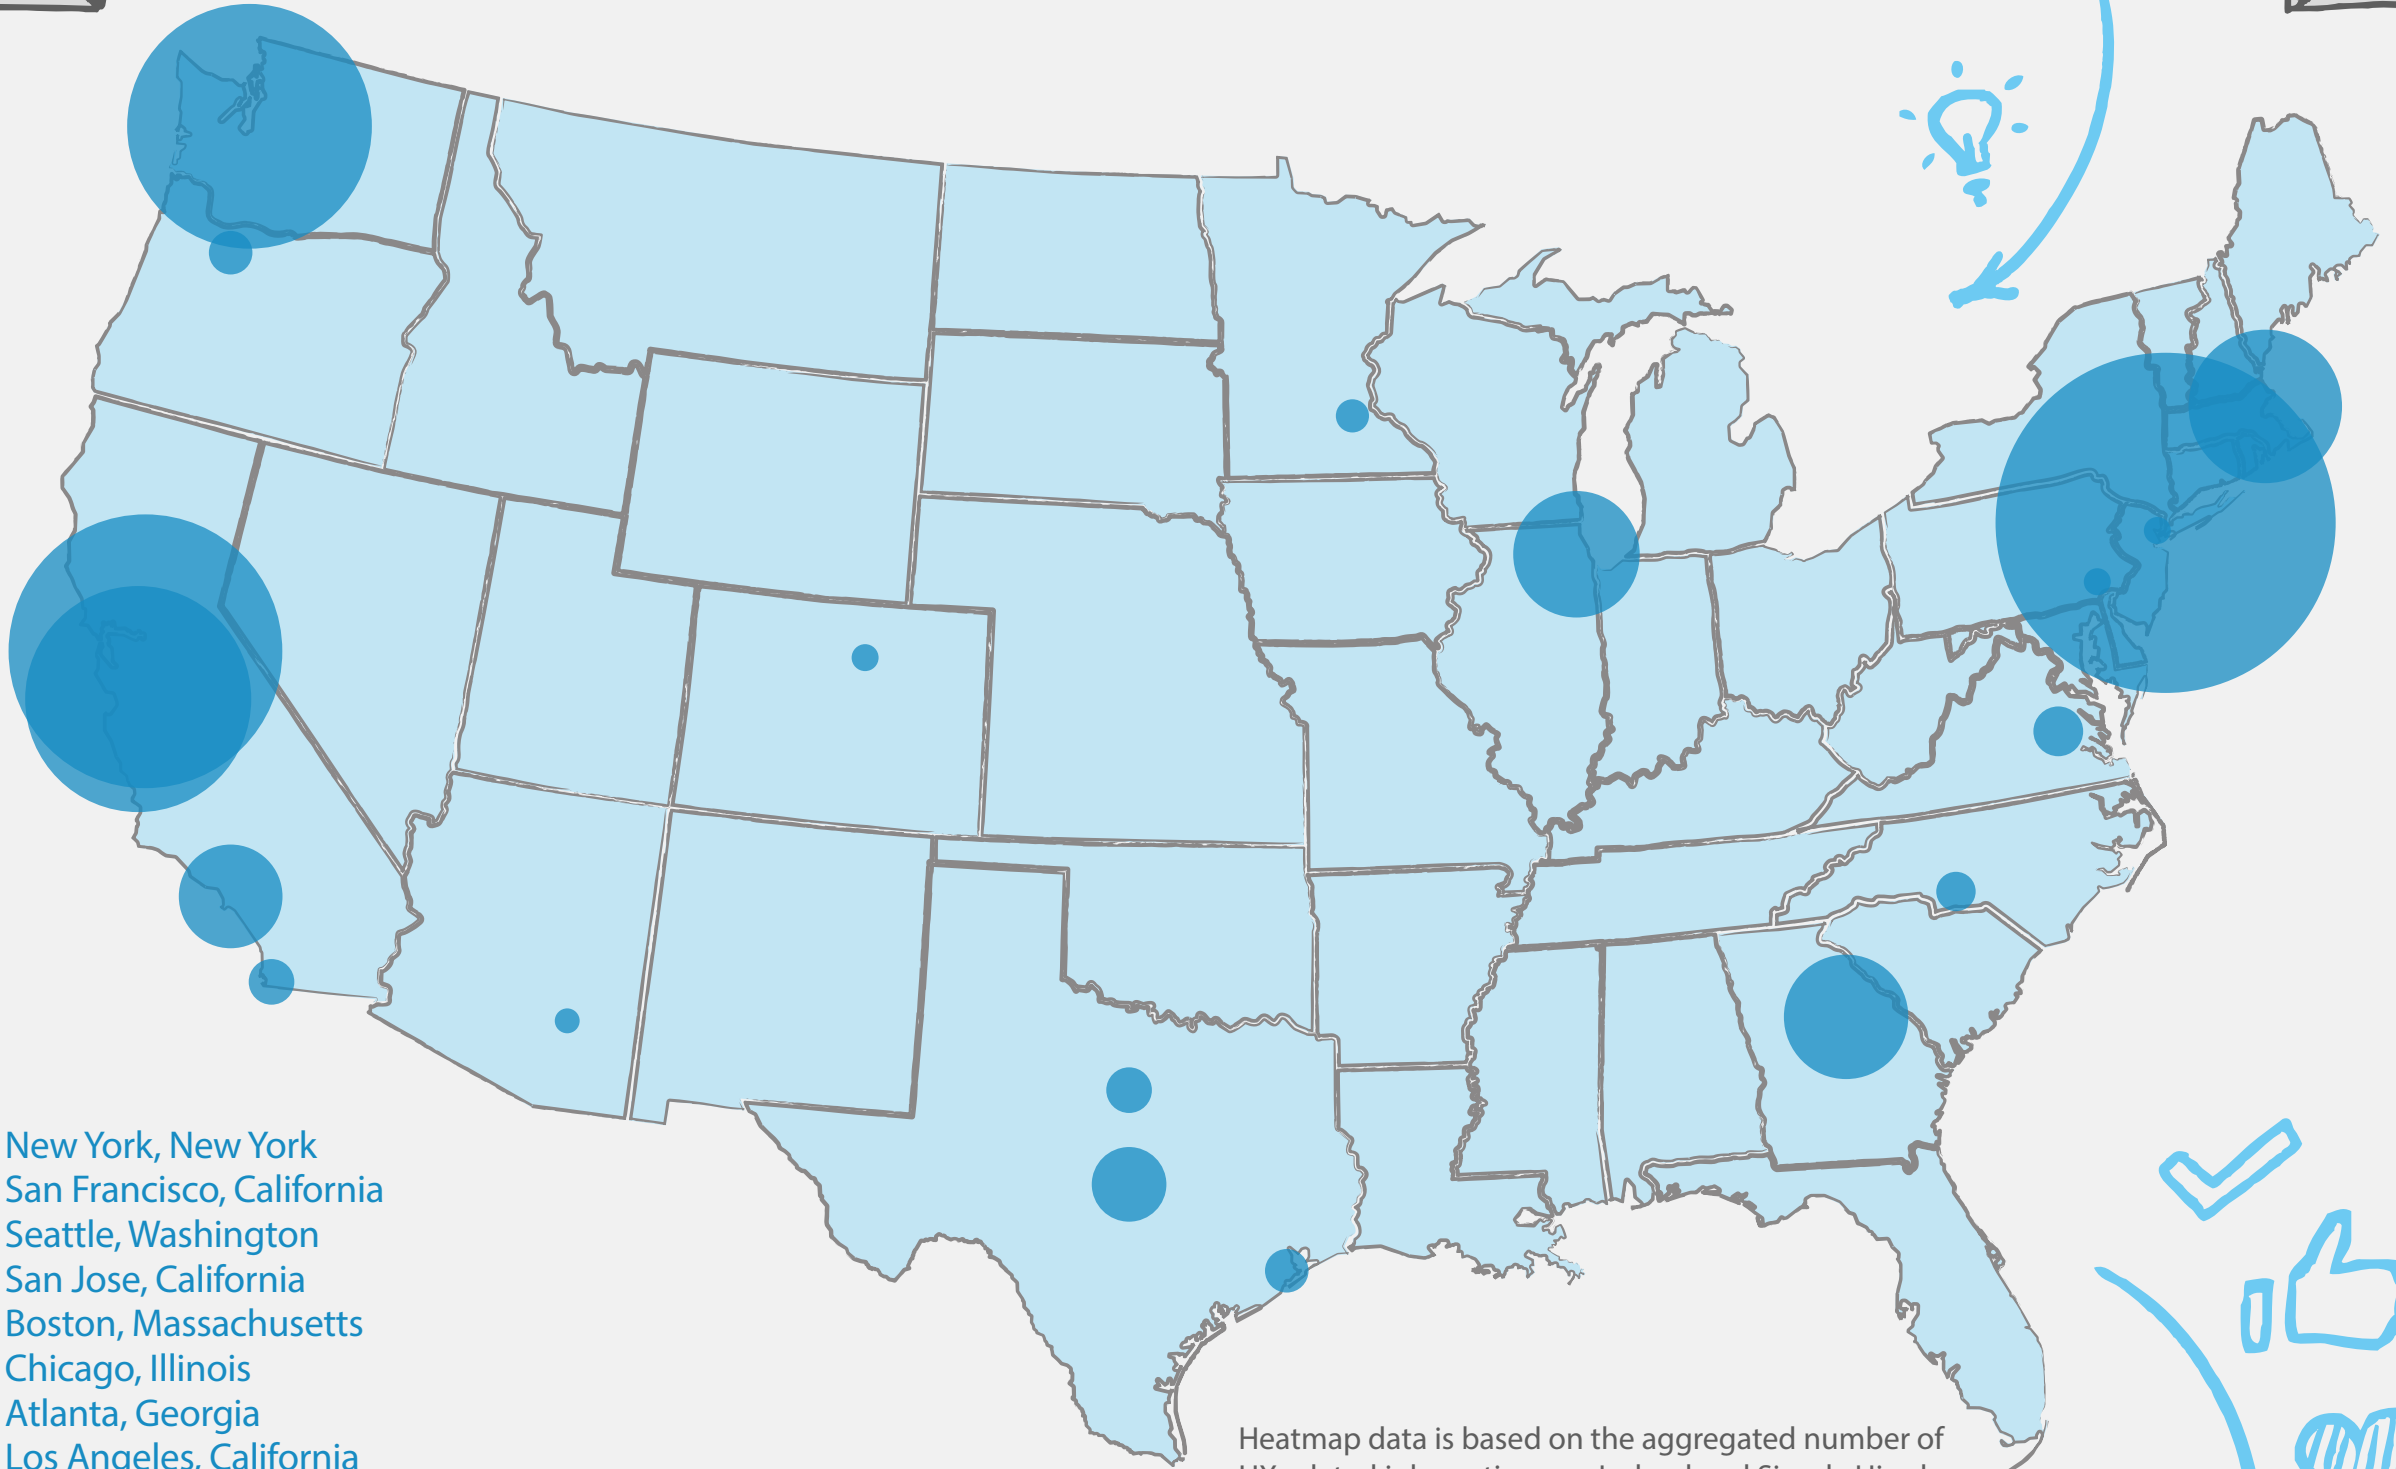 New York, New York
San Francisco, California
Seattle, Washington
San Jose, California
Boston, Massachusetts
Chicago, Illinois
Atlanta, Georgia
Los Angeles, California
Heatmap data is based on the aggregated number of